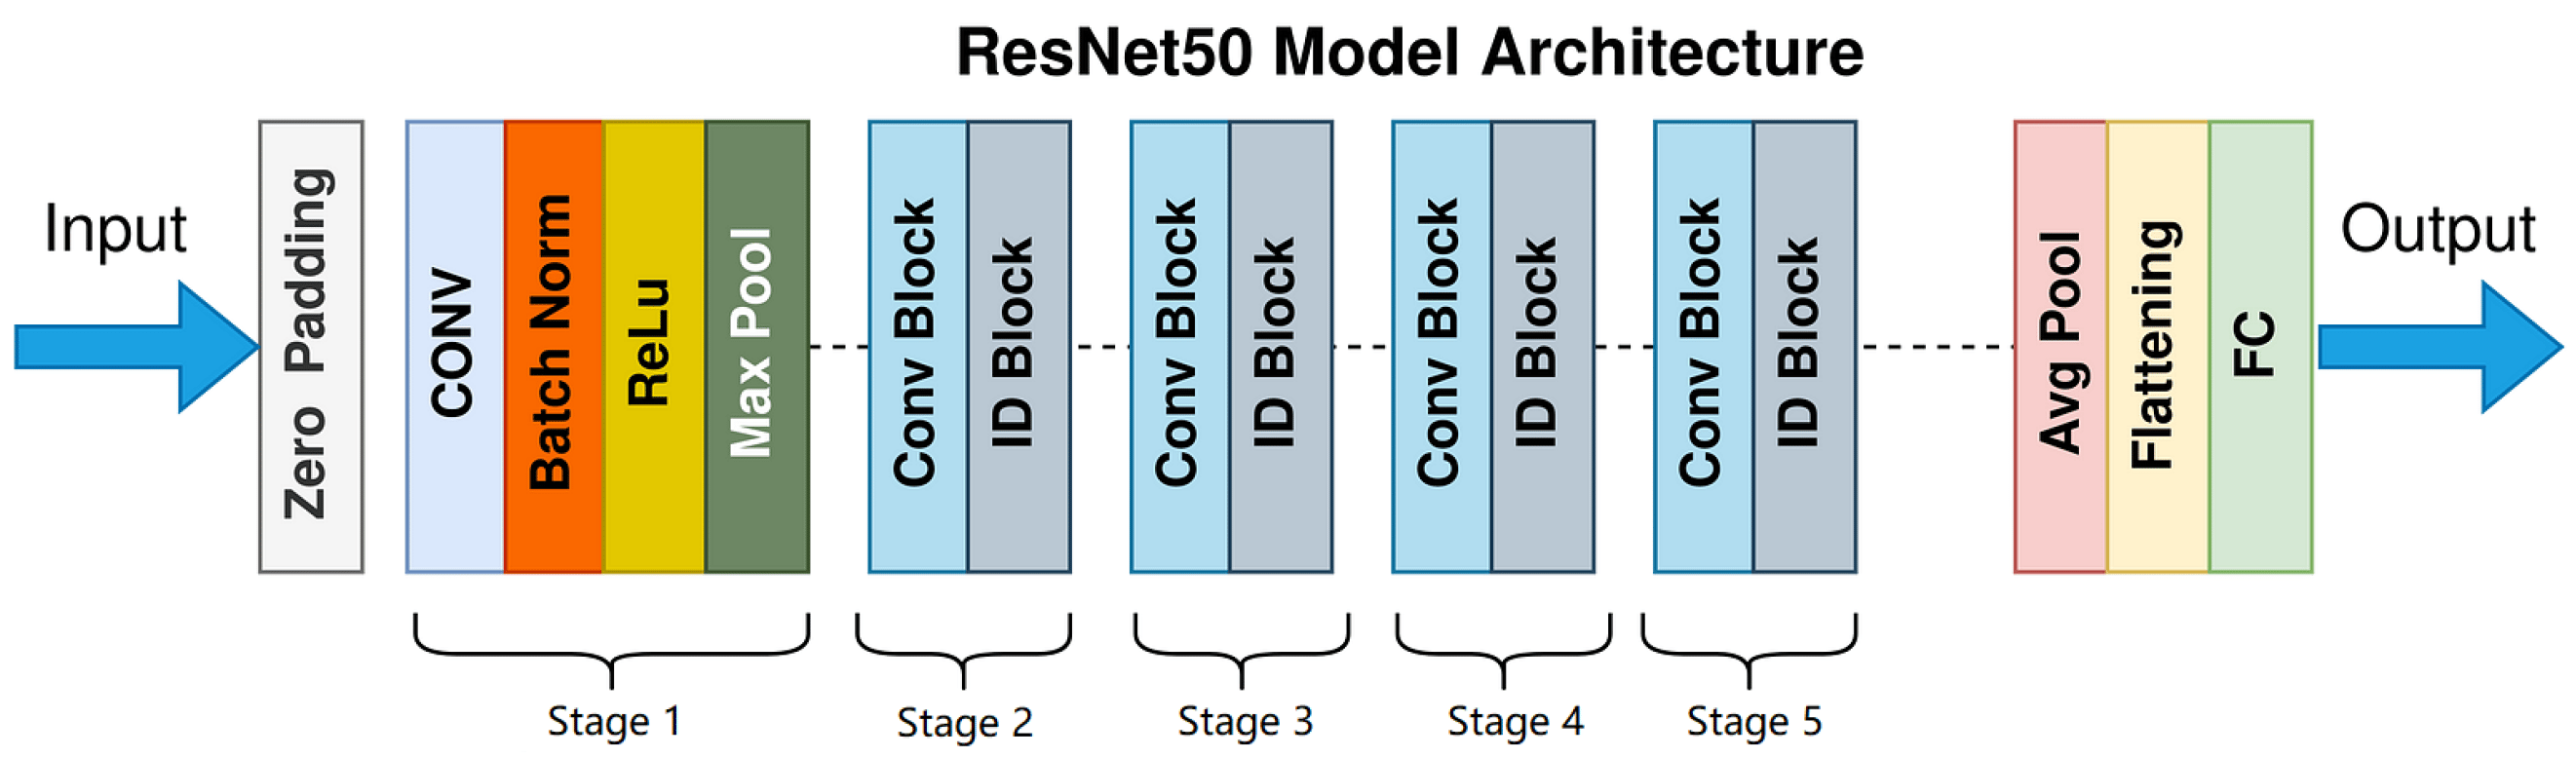 ResNet50 Model Architecture
Input
Zero Padding
CONV
Batch Norm
ReLu
Max Pool
Conv Block
ID Block
Conv Block
ID Block
Conv Block
ID Block
Conv Block
ID Block
Avg Pool
Flattening
FC
Output
Stage 1
Stage 2
Stage 3
Stage 4
Stage 5